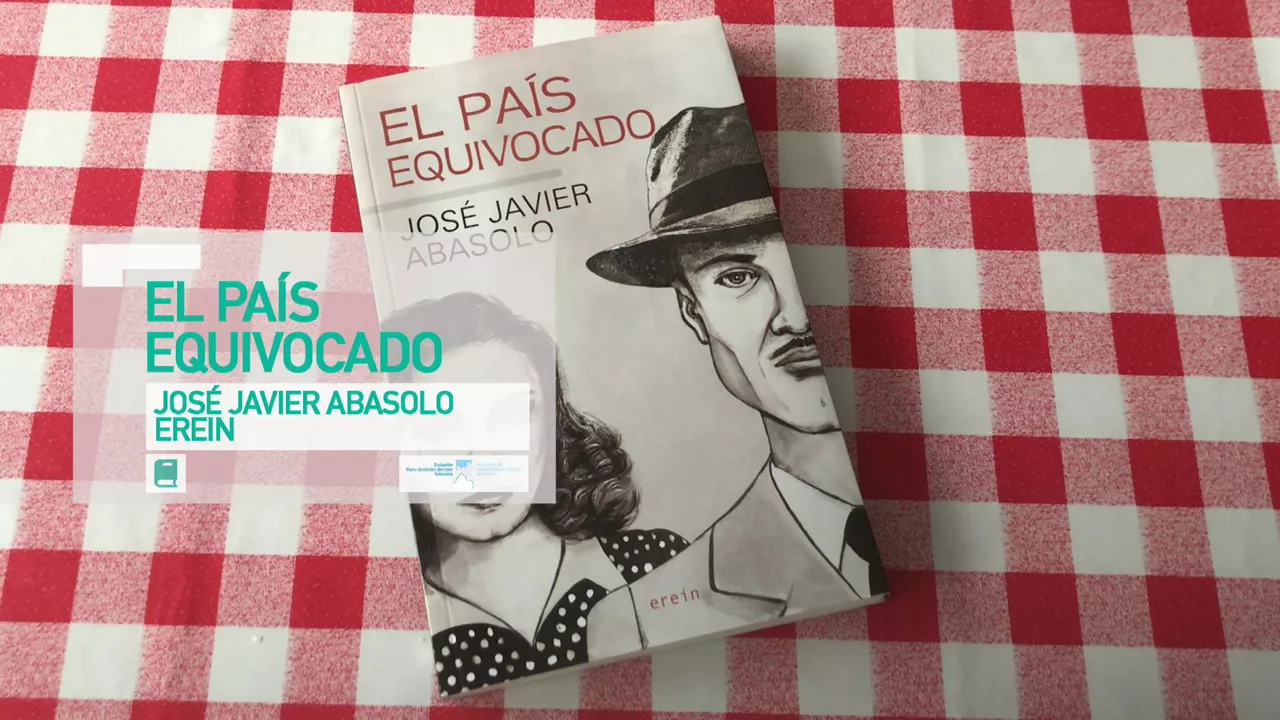 EL PAÍS
EQUIVOCADO
JOSÉ JAVIER
ABASOLO
EL PAÍS
EQUIVOCADO
JOSÉ JAVIER ABASOLO
EREIN
erein